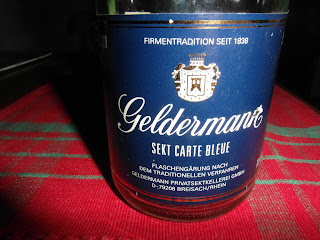 FIRMENTRADITION SEIT 1838
Geldermann
SEKT CARTE BLEUE
FLASCHENGÄRUNG NACH
DEM TRADITIONELLEN VERFAHREN
GELDERMANN PRIVATSEKTKELLEREI GMBH
D-79206 BREISACH/RHEIN